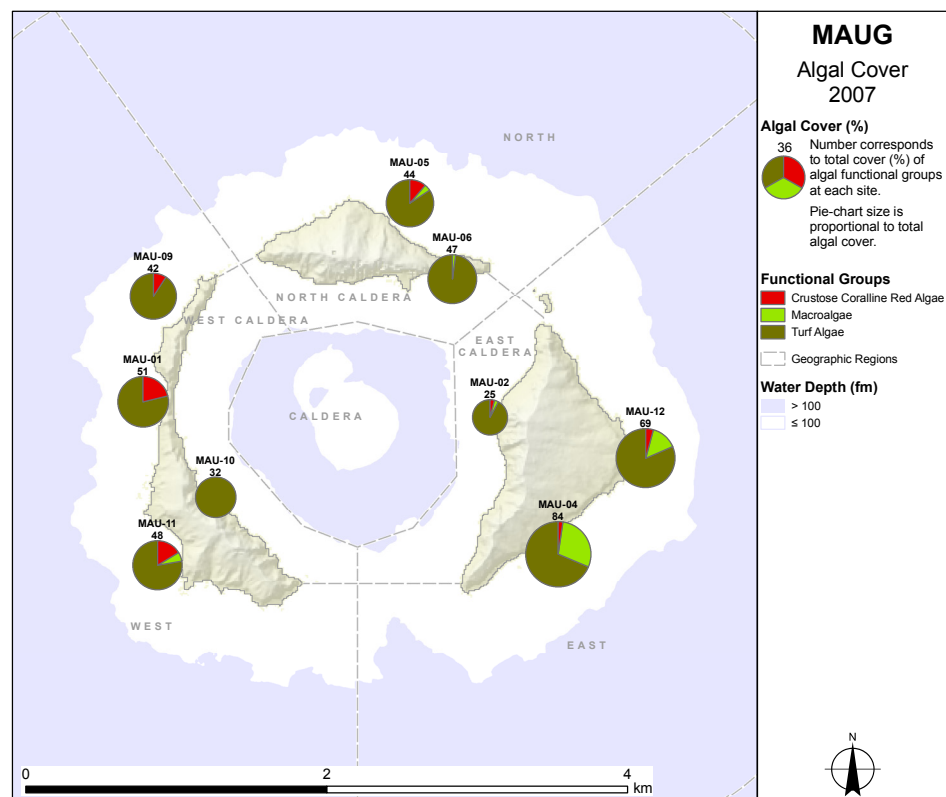 MAUG
Algal Cover
2007
Algal Cover (%)
36
Number corresponds
to total cover (%) of
algal functional groups
at each site.
Pie-chart size is
proportional to total
algal cover.
Functional Groups
Crustose Coralline Red Algae
Macroalgae
Turf Algae
Geographic Regions
Water Depth (fm)
> 100
≤ 100
N
NORTH
MAU-05
44
MAU-06
47
MAU-09
42
NORTH CALDERA
WEST CALDERA
EAST
CALDERA
MAU-01
51
MAU-02
25
CALDERA
MAU-12
69
MAU-10
32
MAU-04
84
MAU-11
48
WEST
EAST
0
2
4
km